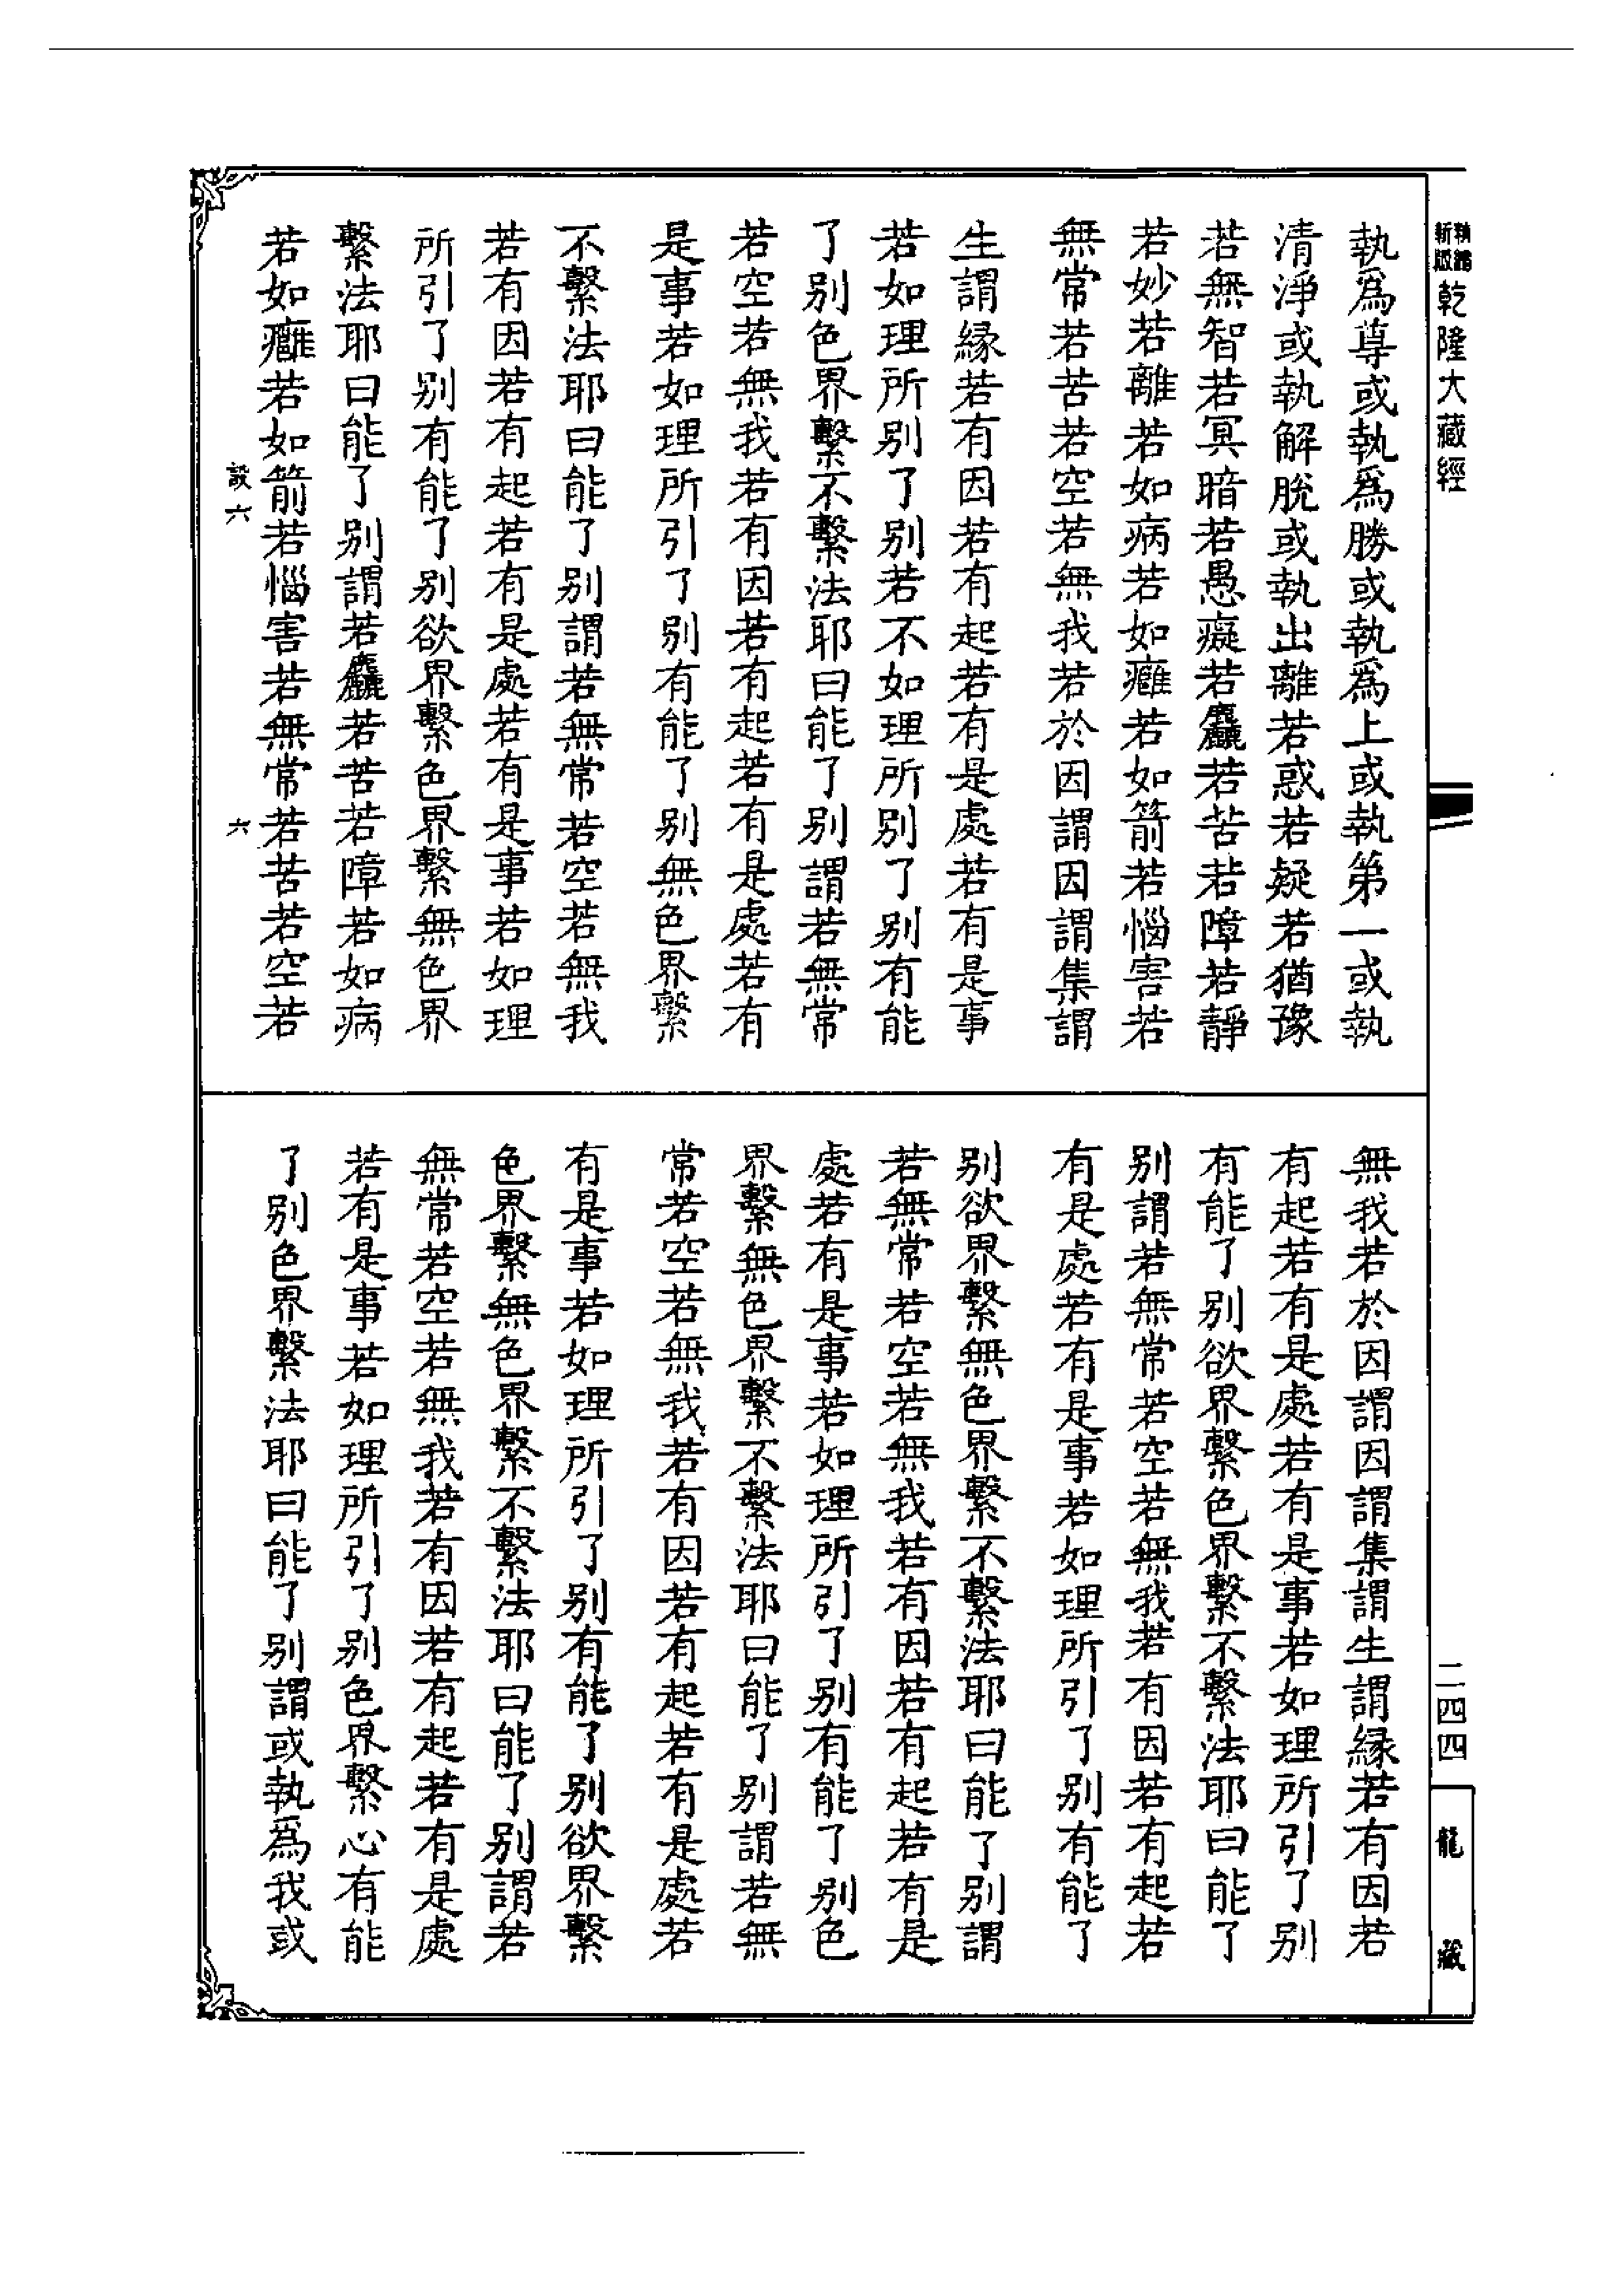 精縮新版乾隆大藏經
執爲尊或執爲勝或執爲上或執第一或執
清淨或執解脫或執出離若惑若疑若猶豫
若無智若冥暗若愚癡若麤若苦若障若靜
若妙若離若如病若如癰若如箭若惱害若
無常若苦若空若無我若於因謂因謂集謂
生謂緣若有因若有起若有是處若有是事
若如理所別了別若不如理所別了別有能
了別色界繫不繫法耶曰能了別謂若無常
若空若無我若有因若有起若有是處若有
是事若如理所引了別有能了別無色界繫
不繫法耶曰能了別謂若無常若空若無我
若有因若有起若有是處若有是事若如理
所引了別有能了別欲界繫色界繫無色界
繫法耶曰能了別謂若麤若苦若障若如病
若如癰若如箭若惱害若無常若苦若空若
設六
六
無我若於因謂因謂集謂生謂緣若有因若
有起若有是處若有是事若如理所引了別
有能了別欲界繫色界繫不繫法耶曰能了
別謂若無常若空若無我若有因若有起若
有是處若有是事若如理所引了別有能了
別欲界繫無色界繫不繫法耶曰能了別謂
若無常若空若無我若有因若有起若有是
處若有是事若如理所引了別有能了別色
界繫無色界繫不繫法耶曰能了別謂若無
常若空若無我若有因若有起若有是處若
有是事若如理所引了別有能了別欲界繫
色界繫無色界繫不繫法耶曰能了別謂若
無常若空若無我若有因若有起若有是處
若有是事若如理所引了別色界繫心有能
了別色界繫法耶曰能了別謂或執爲我或
二四四
龍藏